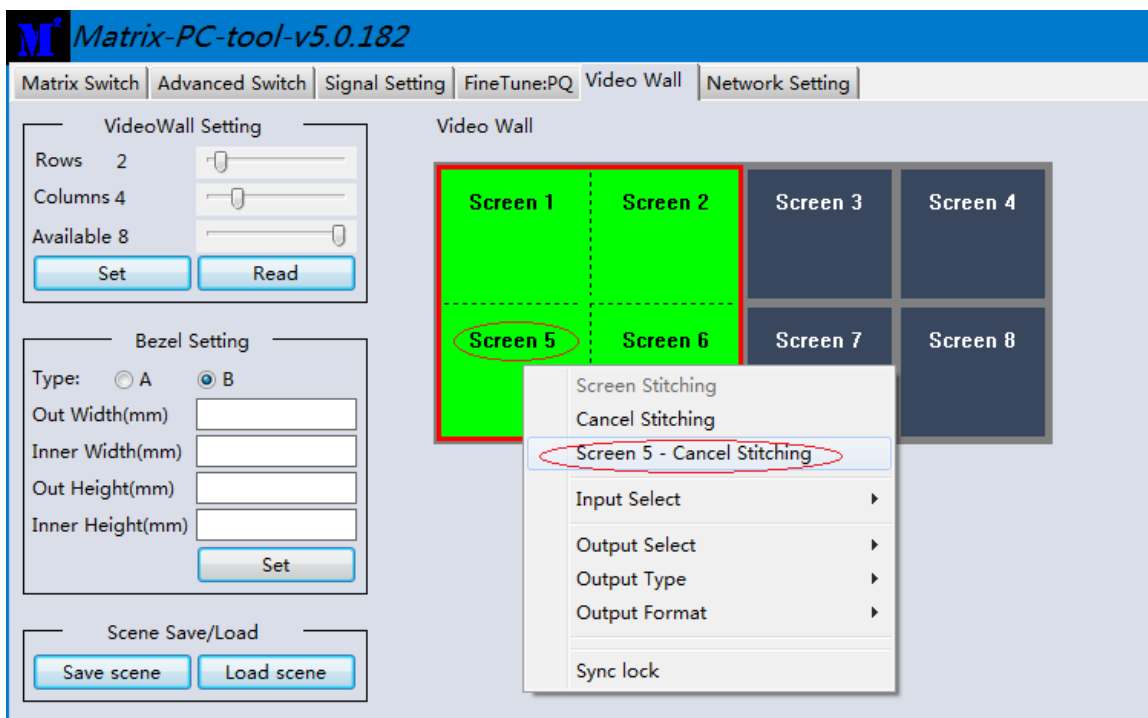 M² Matrix-PC-tool-v5.0.182
Matrix Switch Advanced Switch Signal Setting FineTune:PQ Video Wall Network Setting
VideoWall Setting
Rows 2
Columns 4
Available 8
Set Read
Bezel Setting
Type: A B
Out Width(mm)
Inner Width(mm)
Out Height(mm)
Inner Height(mm)
Set
Scene Save/Load
Save scene Load scene
Video Wall
Screen 1 Screen 2 Screen 3 Screen 4
Screen 5 Screen 6 Screen 7 Screen 8
Screen Stitching
Cancel Stitching
Screen 5 - Cancel Stitching
Input Select
Output Select
Output Type
Output Format
Sync lock